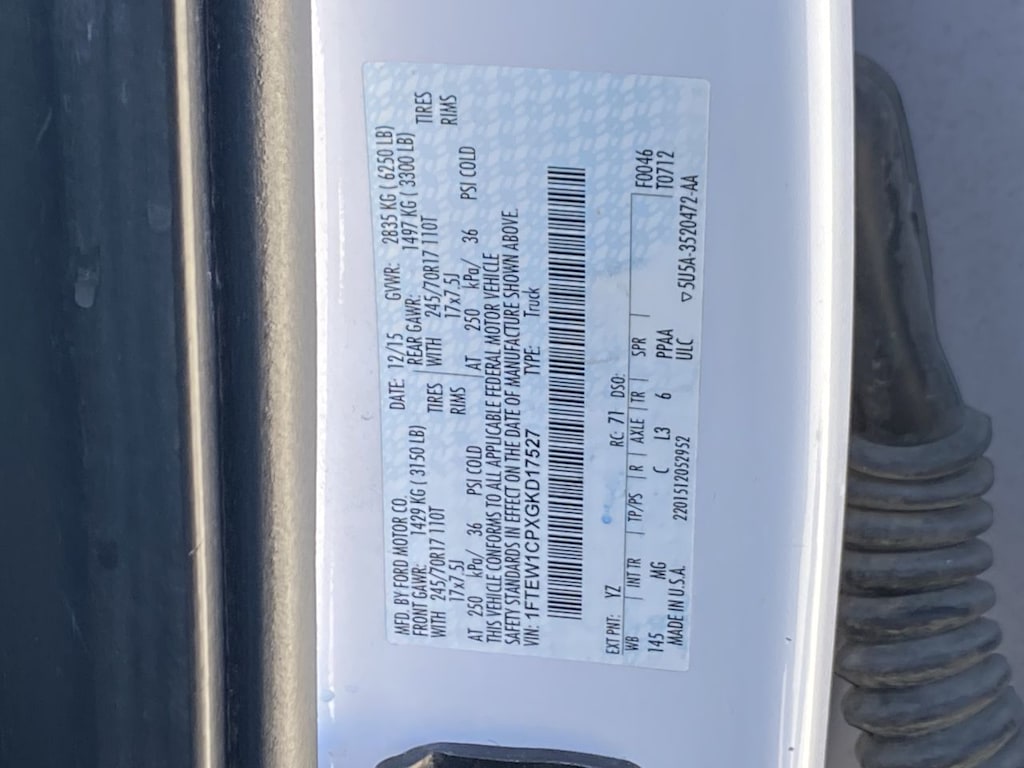 MFD. BY FORD MOTOR CO. DATE: 12/15 GVWR: 2835 KG ( 6250 LB)
FRONT GAWR: 1429 KG ( 3150 LB) REAR GAWR: 1497 KG ( 3300 LB)
WITH 245/70R17 110T TIRES WITH 245/70R17 110T TIRES
17x7.5J RIMS 17x7.5J RIMS
AT 250 kPa/ 36 PSI COLD AT 250 kPa/ 36 PSI COLD
THIS VEHICLE CONFORMS TO ALL APPLICABLE FEDERAL MOTOR VEHICLE
SAFETY STANDARDS IN EFFECT ON THE DATE OF MANUFACTURE SHOWN ABOVE.
VIN: 1FTEW1CPXGKD17527 TYPE: Truck
EXT PNT: YZ RC: 71 DSO: F0046
WB | INT TR | TP/PS | R | AXLE | TR | SPR | T0712
145 MG C L3 6 PPAA
MADE IN U.S.A. 2201512052952 ULC ▽5U5A-3520472-AA